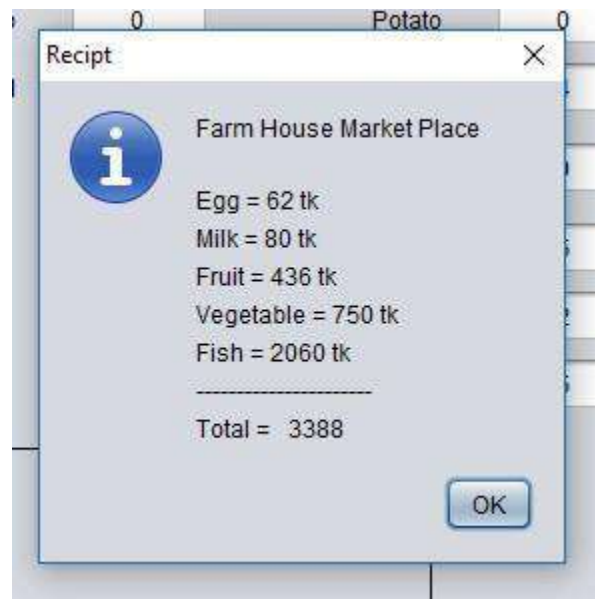 0 Potato 0
Recipt
Farm House Market Place
Egg = 62 tk
Milk = 80 tk
Fruit = 436 tk
Vegetable = 750 tk
Fish = 2060 tk
----------------------
Total = 3388
OK